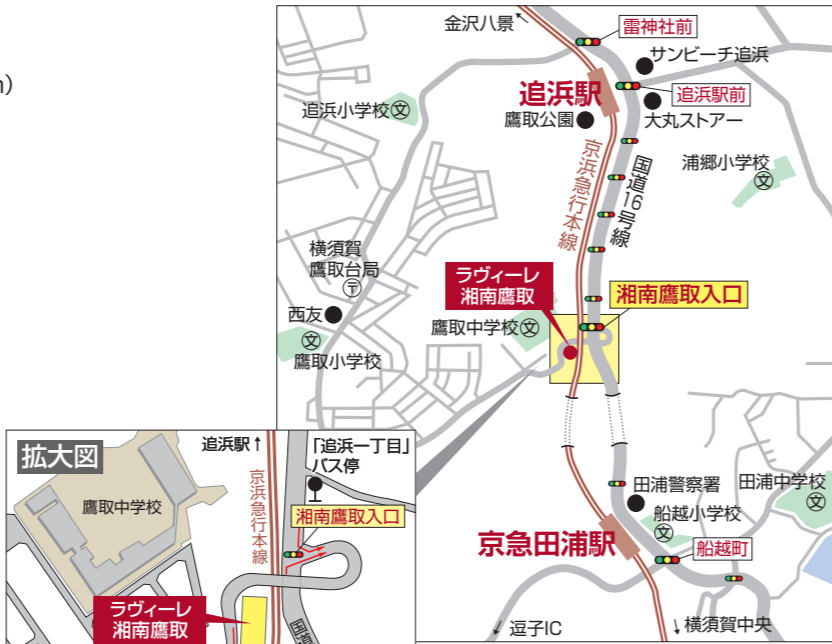 n)
金沢八景
雷神社前
サンビーチ追浜
追浜駅
追浜駅前
追浜小学校
文
鷹取公園
大丸ストアー
京浜急行本線
国道16号線
浦郷小学校
文
横須賀
鷹取台局
〒
ラヴィーレ
湘南鷹取
湘南鷹取入口
西友
鷹取中学校
文
文
鷹取小学校
拡大図
追浜駅↑
「追浜一丁目」
バス停
鷹取中学校
京浜急行本線
湘南鷹取入口
ラヴィーレ
湘南鷹取
田浦警察署
田浦中学校
文
船越小学校
文
京急田浦駅
船越町
逗子IC
横須賀中央